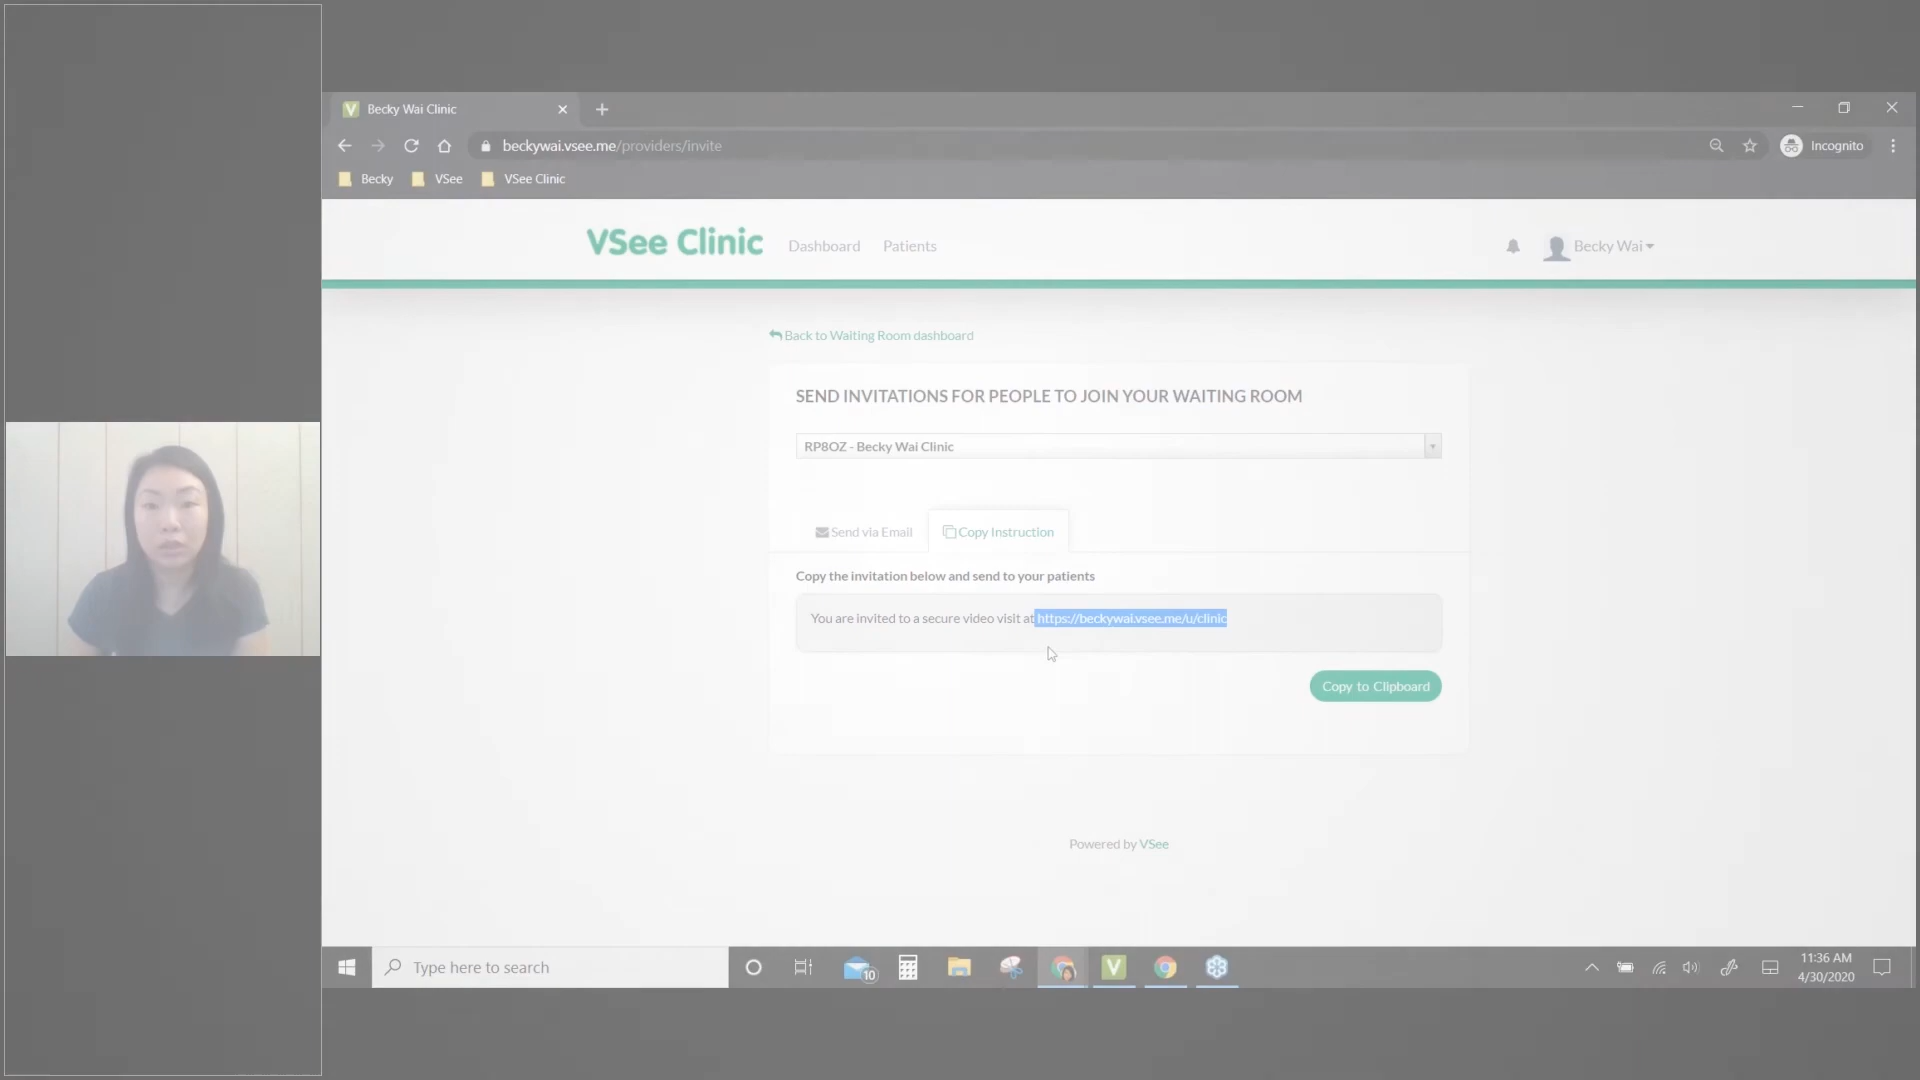 Becky Wai Clinic
beckywai.vsee.me/providers/invite
Incognito
Becky VSee VSee Clinic
VSee Clinic Dashboard Patients Becky Wai
Back to Waiting Room dashboard
SEND INVITATIONS FOR PEOPLE TO JOIN YOUR WAITING ROOM
RP8OZ - Becky Wai Clinic
Send via Email Copy Instruction
Copy the invitation below and send to your patients
You are invited to a secure video visit at https://beckywai.vsee.me/u/clinic
Copy to Clipboard
Powered by VSee
Type here to search
10
11:36 AM
4/30/2020